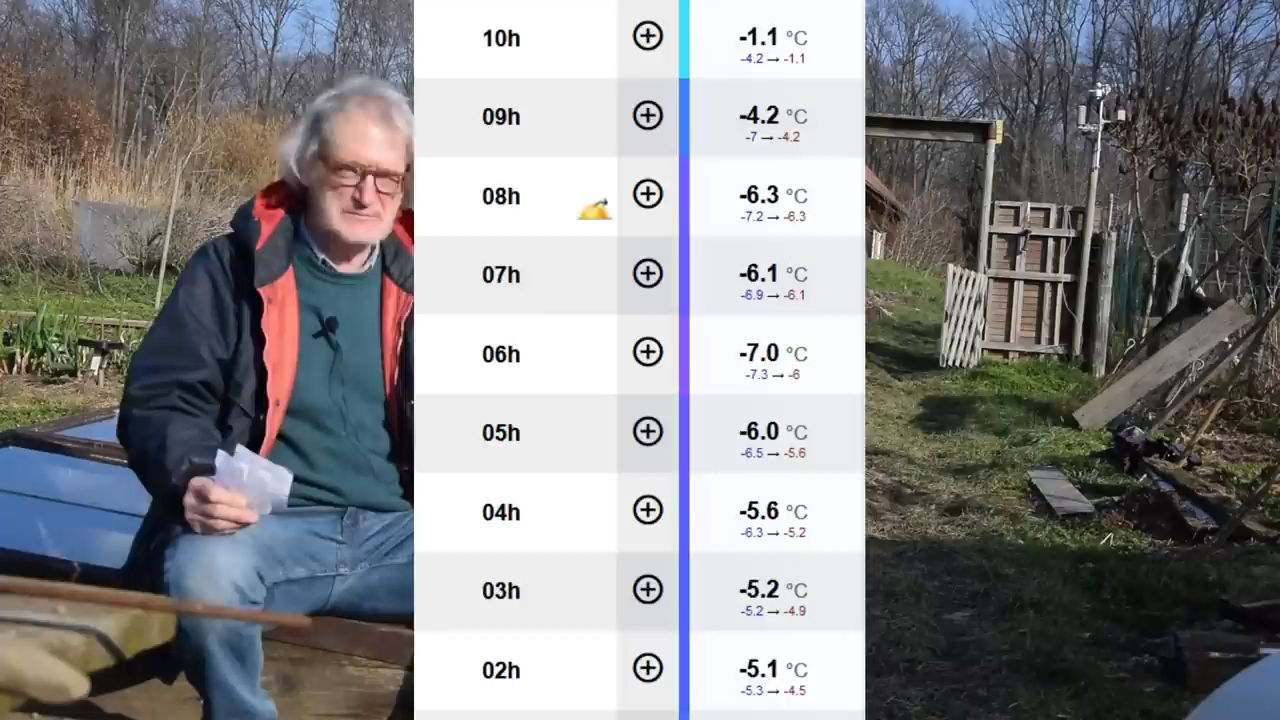 10h -1.1 °C
-4.2 → -1.1
09h -4.2 °C
-7 → -4.2
08h -6.3 °C
-7.2 → -6.3
07h -6.1 °C
-6.9 → -6.1
06h -7.0 °C
-7.3 → -6
05h -6.0 °C
-6.5 → -5.6
04h -5.6 °C
-6.3 → -5.2
03h -5.2 °C
-5.2 → -4.9
02h -5.1 °C
-5.3 → -4.5